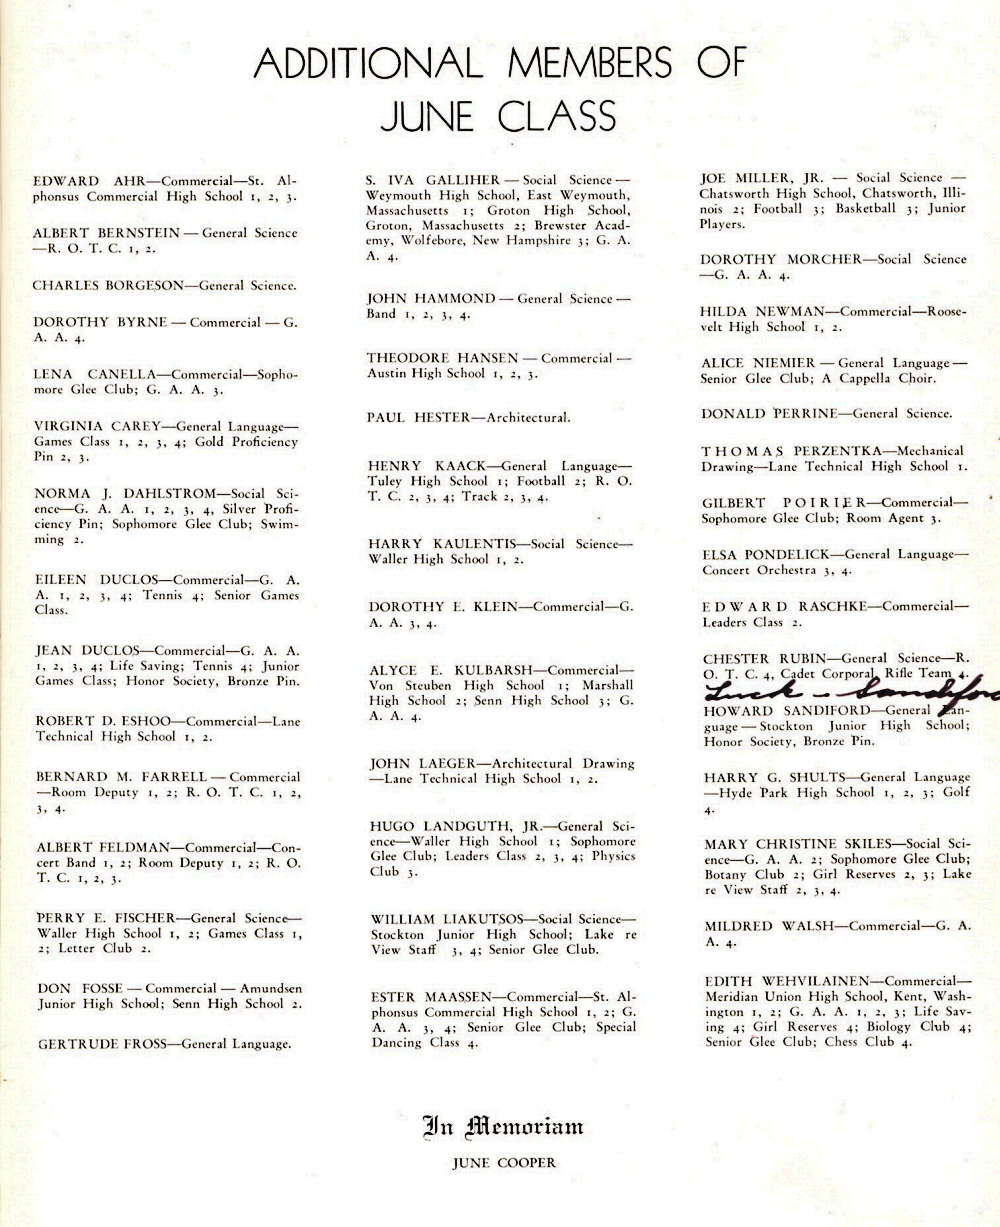 ADDITIONAL MEMBERS OF
JUNE CLASS
EDWARD AHR—Commercial—St. Al-
phonsus Commercial High School 1, 2, 3.
ALBERT BERNSTEIN — General Science
—R. O. T. C. 1, 2.
CHARLES BORGESON—General Science.
DOROTHY BYRNE — Commercial — G.
A. A. 4.
LENA CANELLA—Commercial—Sopho-
more Glee Club; G. A. A. 3.
VIRGINIA CAREY—General Language—
Games Class 1, 2, 3, 4; Gold Proficiency
Pin 2, 3.
NORMA J. DAHLSTROM—Social Sci-
ence—G. A. A. 1, 2, 3, 4, Silver Profi-
ciency Pin; Sophomore Glee Club; Swim-
ming 2.
EILEEN DUCLOS—Commercial—G. A.
A. 1, 2, 3, 4; Tennis 4; Senior Games
Class.
JEAN DUCLOS—Commercial—G. A. A.
1, 2, 3, 4; Life Saving; Tennis 4; Junior
Games Class; Honor Society, Bronze Pin.
ROBERT D. ESHOO—Commercial—Lane
Technical High School 1, 2.
BERNARD M. FARRELL — Commercial
—Room Deputy 1, 2; R. O. T. C. 1, 2,
3, 4.
ALBERT FELDMAN—Commercial—Con-
cert Band 1, 2; Room Deputy 1, 2; R. O.
T. C. 1, 2, 3.
PERRY E. FISCHER—General Science—
Waller High School 1, 2; Games Class 1,
2; Letter Club 2.
DON FOSSE — Commercial — Amundsen
Junior High School; Senn High School 2.
GERTRUDE FROSS—General Language.
S. IVA GALLIHER — Social Science —
Weymouth High School, East Weymouth,
Massachusetts 1; Groton High School,
Groton, Massachusetts 2; Brewster Acad-
emy, Wolfebore, New Hampshire 3; G. A.
A. 4.
JOHN HAMMOND — General Science —
Band 1, 2, 3, 4.
THEODORE HANSEN — Commercial —
Austin High School 1, 2, 3.
PAUL HESTER—Architectural.
HENRY KAACK—General Language—
Tuley High School 1; Football 2; R. O.
T. C. 2, 3, 4; Track 2, 3, 4.
HARRY KAULENTIS—Social Science—
Waller High School 1, 2.
DOROTHY E. KLEIN—Commercial—G.
A. A. 3, 4.
ALYCE E. KULBARSH—Commercial—
Von Steuben High School 1; Marshall
High School 2; Senn High School 3; G.
A. A. 4.
JOHN LAEGER—Architectural Drawing
—Lane Technical High School 1, 2.
HUGO LANDGUTH, JR.—General Sci-
ence—Waller High School 1; Sophomore
Glee Club; Leaders Class 2, 3, 4; Physics
Club 3.
WILLIAM LIAKUTSOS—Social Science—
Stockton Junior High School; Lake re
View Staff 3, 4; Senior Glee Club.
ESTER MAASSEN—Commercial—St. Al-
phonsus Commercial High School 1, 2; G.
A. A. 3, 4; Senior Glee Club; Special
Dancing Class 4.
JOE MILLER, JR. — Social Science —
Chatsworth High School, Chatsworth, Illi-
nois 2; Football 3; Basketball 3; Junior
Players.
DOROTHY MORCHER—Social Science
—G. A. A. 4.
HILDA NEWMAN—Commercial—Roose-
velt High School 1, 2.
ALICE NIEMIER — General Language —
Senior Glee Club; A Cappella Choir.
DONALD PERRINE—General Science.
THOMAS PERZENTKA—Mechanical
Drawing—Lane Technical High School 1.
GILBERT POIRIER—Commercial—
Sophomore Glee Club; Room Agent 3.
ELSA PONDELICK—General Language—
Concert Orchestra 3, 4.
EDWARD RASCHKE—Commercial—
Leaders Class 2.
CHESTER RUBIN—General Science—R.
O. T. C. 4, Cadet Corporal, Rifle Team 4.
Luck - Sandiford
HOWARD SANDIFORD—General Lan-
guage — Stockton Junior High School;
Honor Society, Bronze Pin.
HARRY G. SHULTS—General Language
—Hyde Park High School 1, 2, 3; Golf
4.
MARY CHRISTINE SKILES—Social Sci-
ence—G. A. A. 2; Sophomore Glee Club;
Botany Club 2; Girl Reserves 2, 3; Lake
re View Staff 2, 3, 4.
MILDRED WALSH—Commercial—G. A.
A. 4.
EDITH WEHVILAINEN—Commercial—
Meridian Union High School, Kent, Wash-
ington 1, 2; G. A. A. 1, 2, 3; Life Sav-
ing 4; Girl Reserves 4; Biology Club 4;
Senior Glee Club; Chess Club 4.
In Memoriam
JUNE COOPER